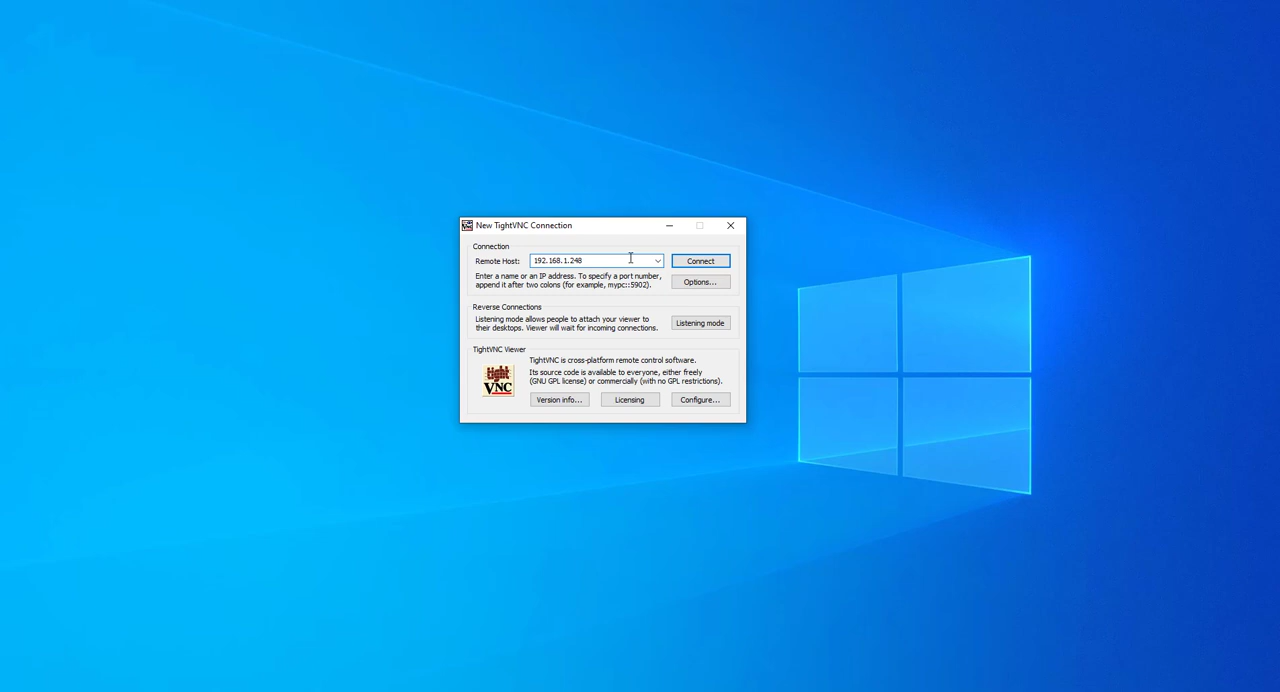 New TightVNC Connection
Connection
Remote Host: 192.168.1.248 Connect
Enter a name or an IP address. To specify a port number,
append it after two colons (for example, mypc::5902).
Options...
Reverse Connections
Listening mode allows people to attach your viewer to
their desktops. Viewer will wait for incoming connections.
Listening mode
TightVNC Viewer
TightVNC is cross-platform remote control software.
Its source code is available to everyone, either freely
(GNU GPL license) or commercially (with no GPL restrictions).
tight
VNC
Version info... Licensing Configure...